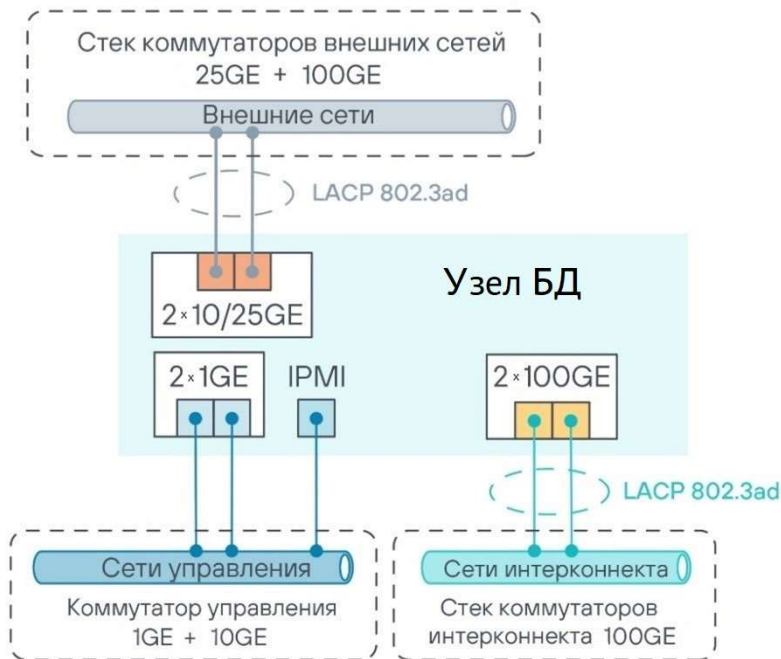 Стек коммутаторов внешних сетей
25GE + 100GE
Внешние сети
LACP 802.3ad
Узел БД
2×10/25GE
2×1GE
IPMI
2×100GE
LACP 802.3ad
Сети управления
Коммутатор управления
1GE + 10GE
Сети интерконнекта
Стек коммутаторов
интерконнекта 100GE